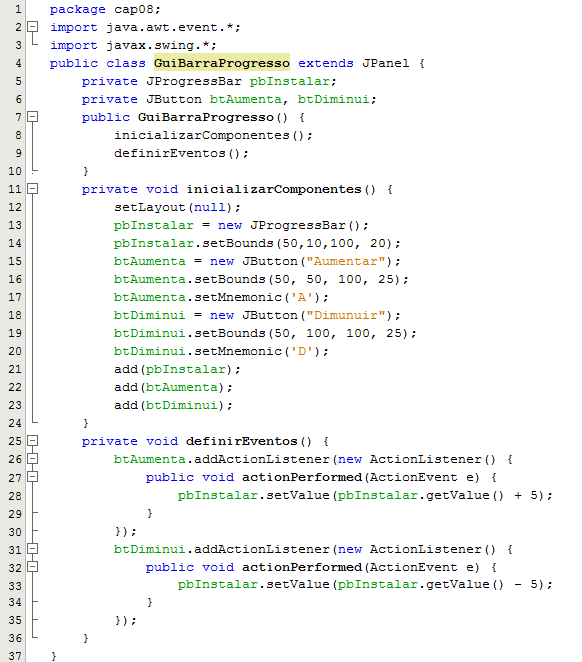 1 package cap08;
2 import java.awt.event.*;
3 import javax.swing.*;
4 public class GuiBarraProgresso extends JPanel {
5     private JProgressBar pbInstalar;
6     private JButton btAumenta, btDiminui;
7     public GuiBarraProgresso() {
8         inicializarComponentes();
9         definirEventos();
10     }
11     private void inicializarComponentes() {
12         setLayout(null);
13         pbInstalar = new JProgressBar();
14         pbInstalar.setBounds(50,10,100, 20);
15         btAumenta = new JButton("Aumentar");
16         btAumenta.setBounds(50, 50, 100, 25);
17         btAumenta.setMnemonic('A');
18         btDiminui = new JButton("Dimunuir");
19         btDiminui.setBounds(50, 100, 100, 25);
20         btDiminui.setMnemonic('D');
21         add(pbInstalar);
22         add(btAumenta);
23         add(btDiminui);
24     }
25     private void definirEventos() {
26         btAumenta.addActionListener(new ActionListener() {
27             public void actionPerformed(ActionEvent e) {
28                 pbInstalar.setValue(pbInstalar.getValue() + 5);
29             }
30         });
31         btDiminui.addActionListener(new ActionListener() {
32             public void actionPerformed(ActionEvent e) {
33                 pbInstalar.setValue(pbInstalar.getValue() - 5);
34             }
35         });
36     }
37 }